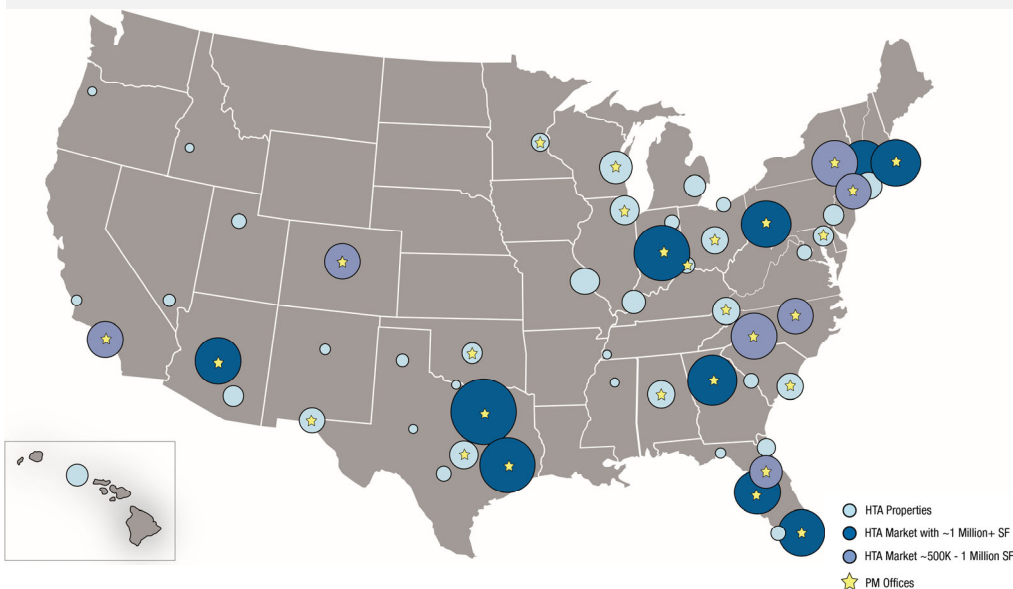 HTA Properties
HTA Market with ~1 Million+ SF
HTA Market ~500K - 1 Million SF
PM Offices